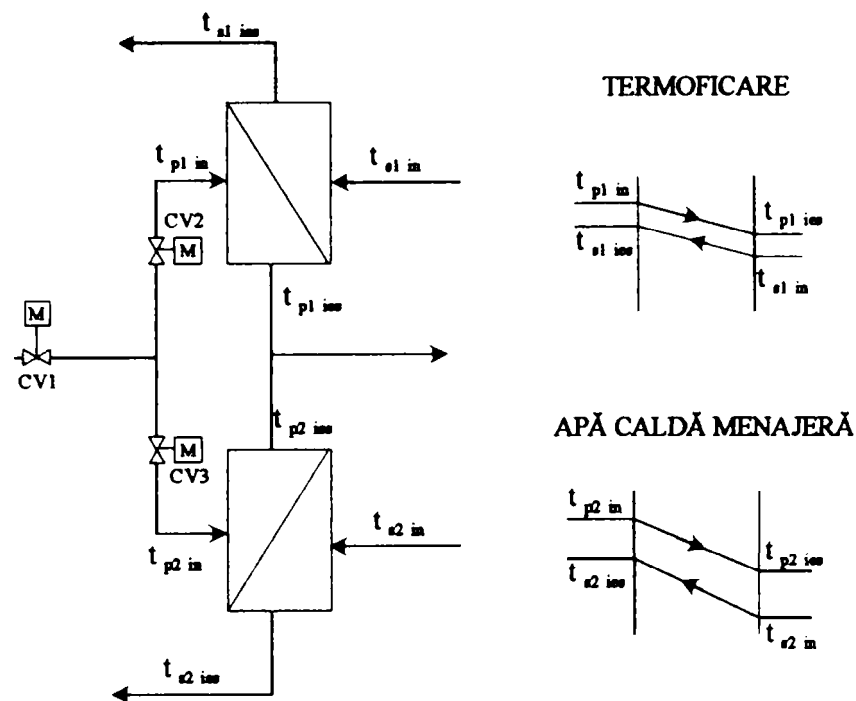 t s1 ies
TERMOFICARE
t p1 in
t s1 in
CV2
M
t p1 ies
M
CV1
t p2 ies
M
CV3
t p2 in
t s2 in
t s2 ies
t p1 in
t p1 ies
t s1 ies
t s1 in
APĂ CALDĂ MENAJERĂ
t p2 in
t p2 ies
t s2 ies
t s2 in